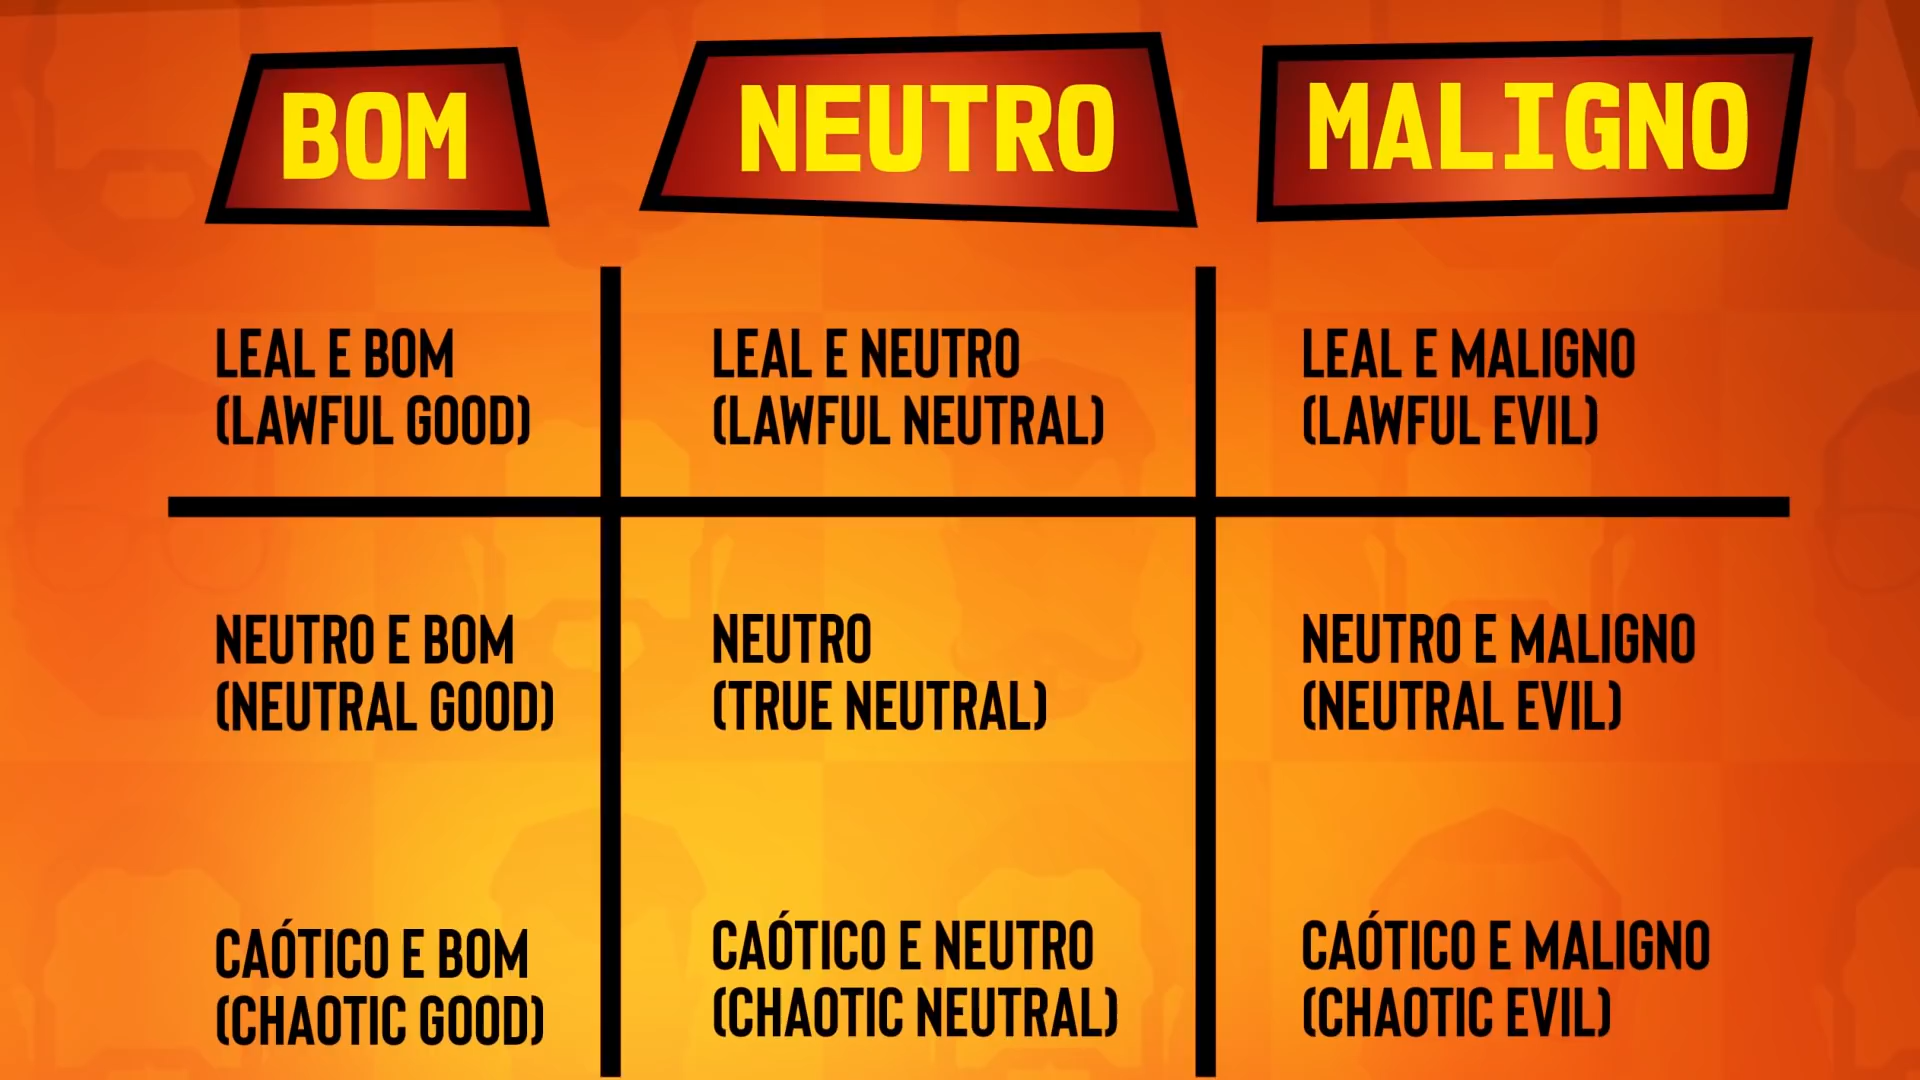 BOM
NEUTRO
MALIGNO
LEAL E BOM
(LAWFUL GOOD)
LEAL E NEUTRO
(LAWFUL NEUTRAL)
LEAL E MALIGNO
(LAWFUL EVIL)
NEUTRO E BOM
(NEUTRAL GOOD)
NEUTRO
(TRUE NEUTRAL)
NEUTRO E MALIGNO
(NEUTRAL EVIL)
CAÓTICO E BOM
(CHAOTIC GOOD)
CAÓTICO E NEUTRO
(CHAOTIC NEUTRAL)
CAÓTICO E MALIGNO
(CHAOTIC EVIL)